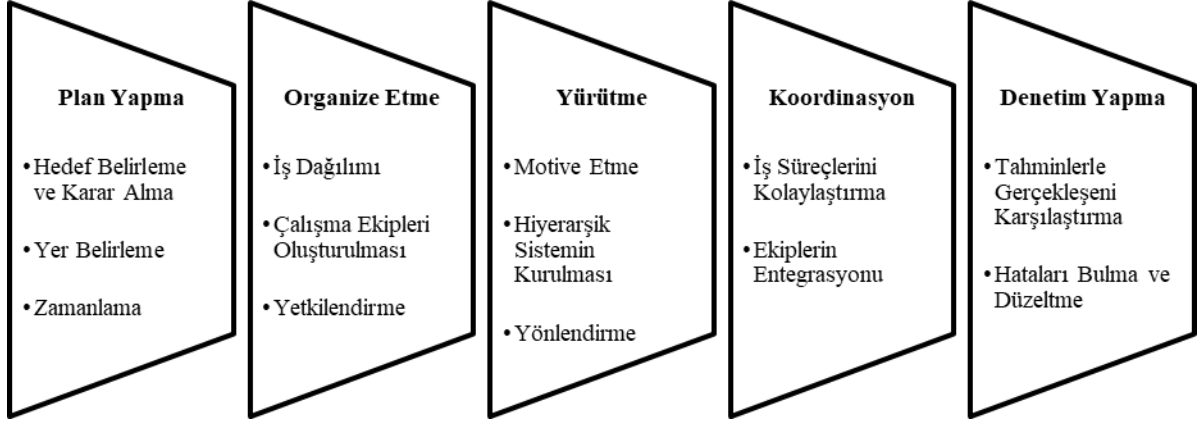 Plan Yapma
•Hedef Belirleme
ve Karar Alma
•Yer Belirleme
•Zamanlama
Organize Etme
•İş Dağılımı
•Çalışma Ekipleri
Oluşturulması
•Yetkilendirme
Yürütme
•Motive Etme
•Hiyerarşik
Sistemin
Kurulması
•Yönlendirme
Koordinasyon
•İş Süreçlerini
Kolaylaştırma
•Ekiplerin
Entegrasyonu
Denetim Yapma
•Tahminlerle
Gerçekleşeni
Karşılaştırma
•Hataları Bulma ve
Düzeltme